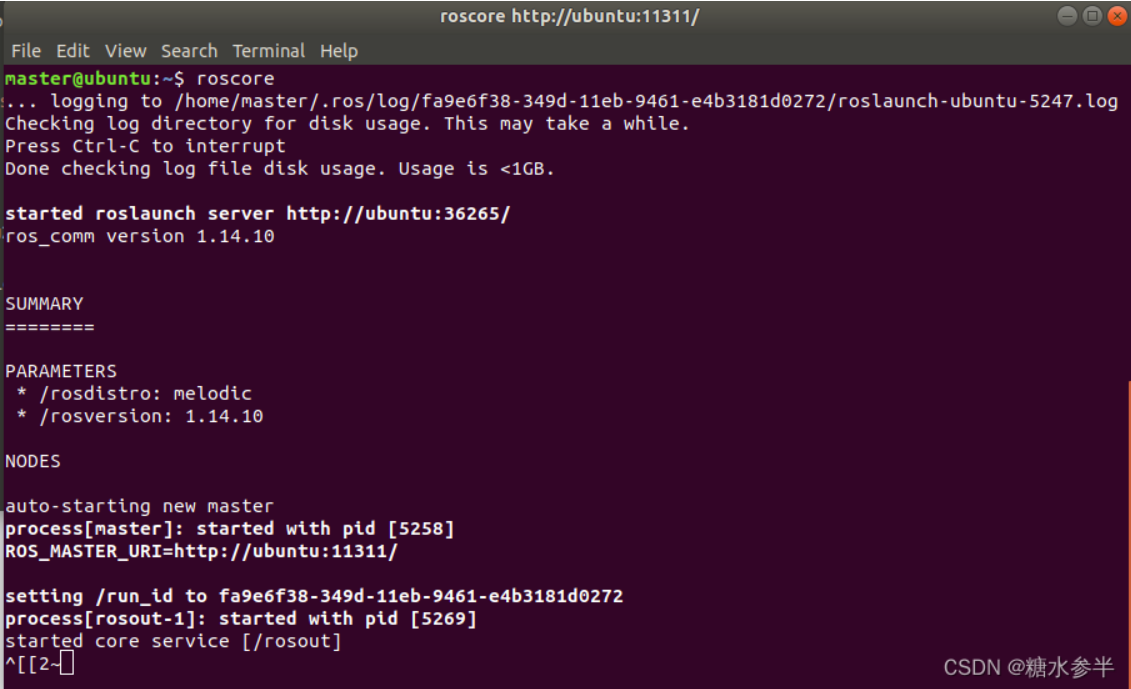 roscore http://ubuntu:11311/
File Edit View Search Terminal Help
master@ubuntu:~$ roscore
... logging to /home/master/.ros/log/fa9e6f38-349d-11eb-9461-e4b3181d0272/roslaunch-ubuntu-5247.log
Checking log directory for disk usage. This may take a while.
Press Ctrl-C to interrupt
Done checking log file disk usage. Usage is <1GB.
started roslaunch server http://ubuntu:36265/
ros_comm version 1.14.10
SUMMARY
========
PARAMETERS
* /rosdistro: melodic
* /rosversion: 1.14.10
NODES
auto-starting new master
process[master]: started with pid [5258]
ROS_MASTER_URI=http://ubuntu:11311/
setting /run_id to fa9e6f38-349d-11eb-9461-e4b3181d0272
process[rosout-1]: started with pid [5269]
started core service [/rosout]
^[[2~
CSDN @糖水参半